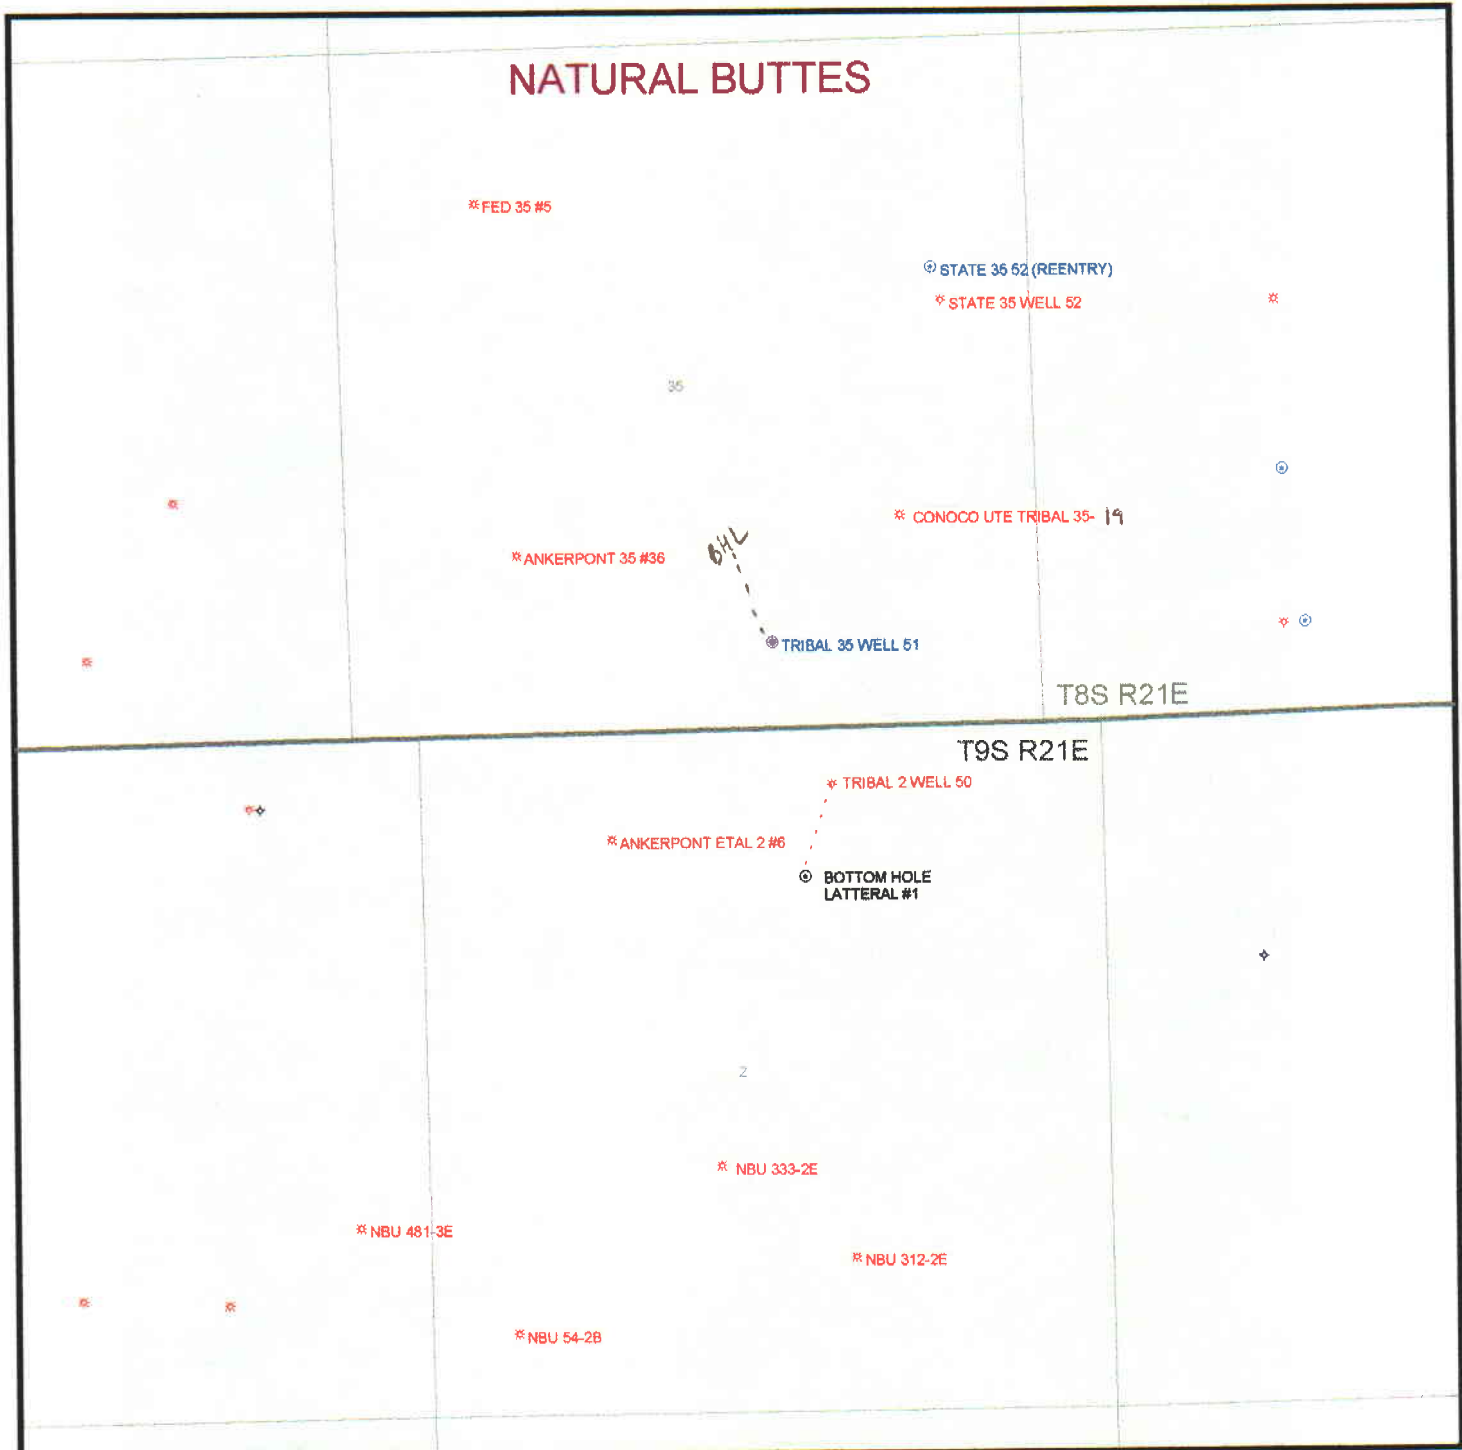 NATURAL BUTTES
FED 35 #5
STATE 35 52 (REENTRY)
STATE 35 WELL 52
35
CONOCO UTE TRIBAL 35- 19
BHL
ANKERPONT 35 #36
TRIBAL 35 WELL 51
T8S R21E
T9S R21E
TRIBAL 2 WELL 50
ANKERPONT ETAL 2 #6
BOTTOM HOLE
LATTERAL #1
2
NBU 333-2E
NBU 481-3E
NBU 312-2E
NBU 54-2B